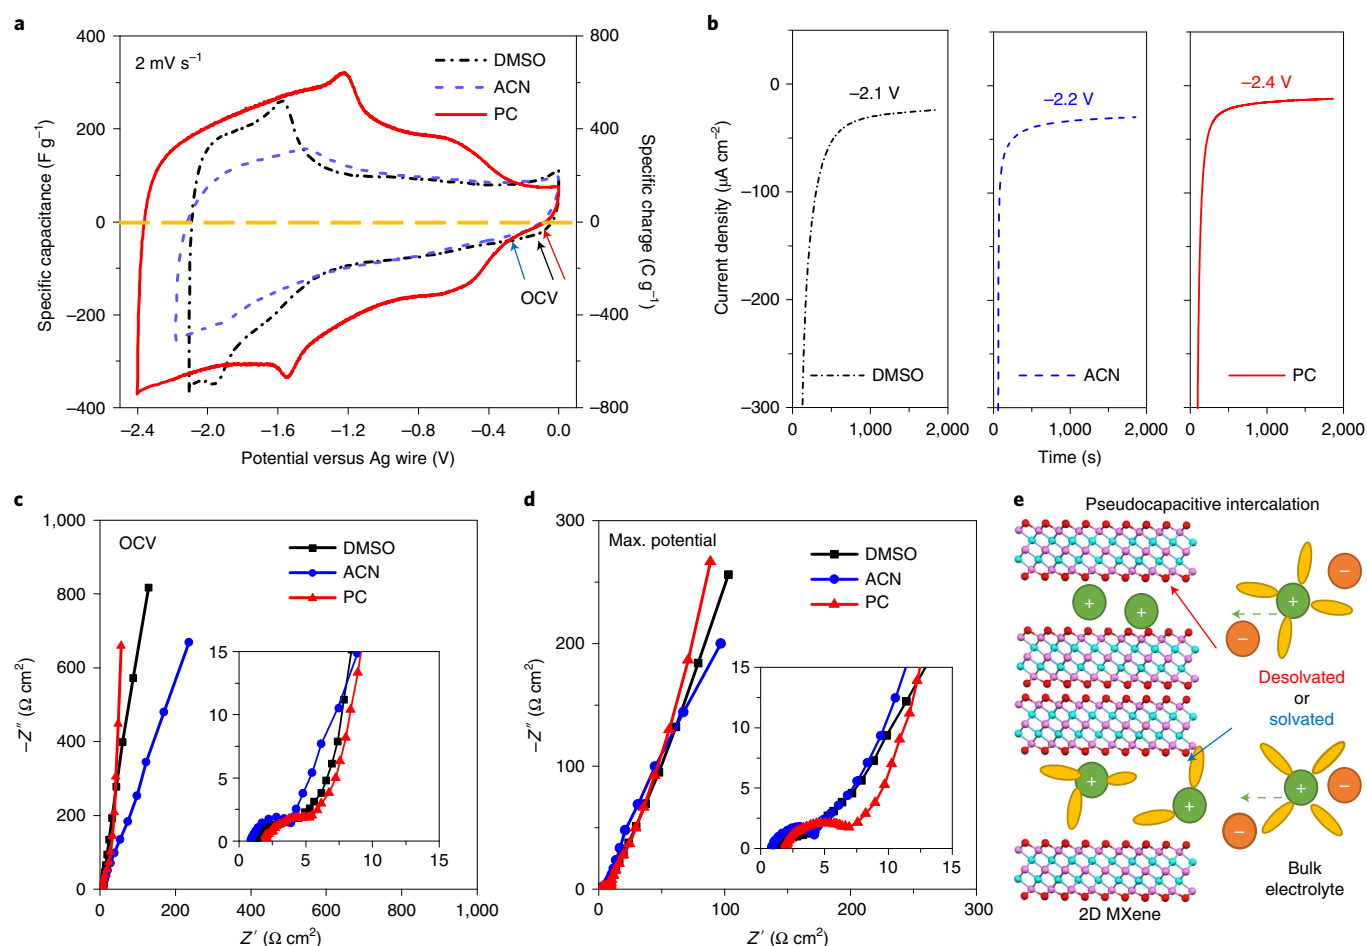 a
2 mV s⁻¹
DMSO
ACN
PC
400
200
0
−200
−400
Specific capacitance (F g⁻¹)
800
400
0
−400
−800
Specific charge (C g⁻¹)
OCV
−2.4 −2.0 −1.6 −1.2 −0.8 −0.4 0.0
Potential versus Ag wire (V)
b
0
−100
−200
−300
Current density (μA cm⁻²)
−2.1 V
−2.2 V
−2.4 V
DMSO
ACN
PC
0 1,000 2,000
0 1,000 2,000
0 1,000 2,000
Time (s)
c
OCV
DMSO
ACN
PC
1,000
800
600
400
200
0
−Z″ (Ω cm²)
15
10
5
0
0 5 10 15
0 200 400 600 800 1,000
Z′ (Ω cm²)
d
Max. potential
DMSO
ACN
PC
300
200
100
0
−Z″ (Ω cm²)
15
10
5
0
0 5 10 15
0 100 200 300
Z′ (Ω cm²)
e
Pseudocapacitive intercalation
+
+
+
−
−
Desolvated
or
solvated
+
+
+
−
−
Bulk
electrolyte
2D MXene